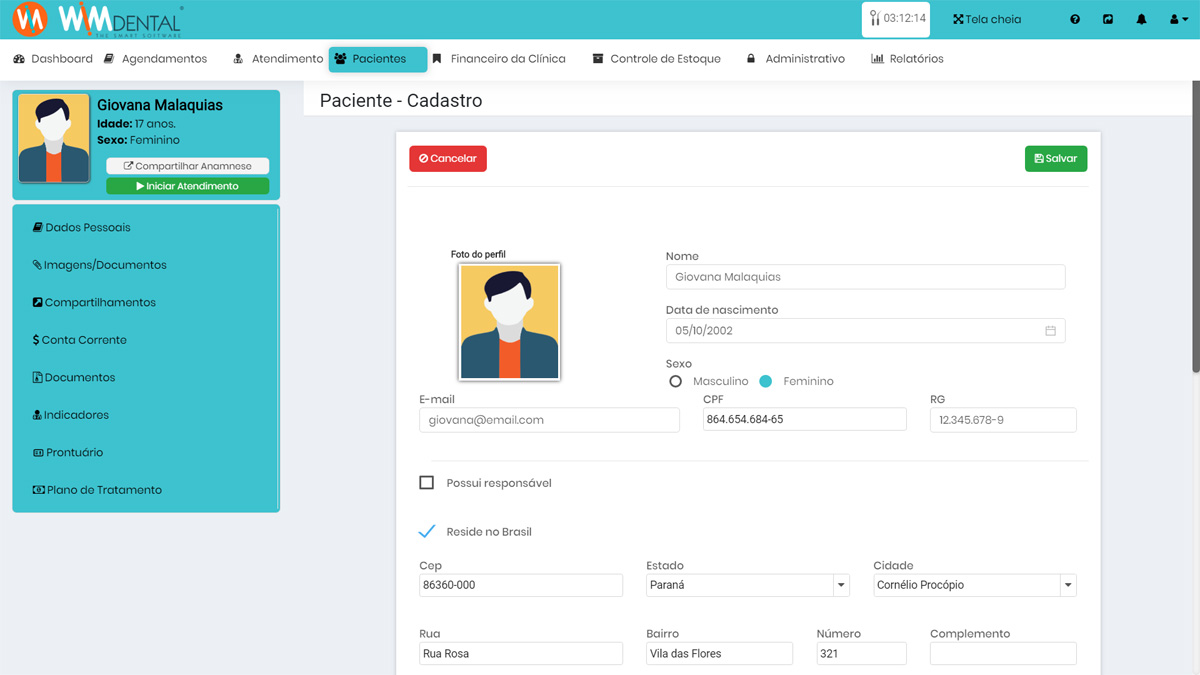 WIMDENTAL
THE SMART SOFTWARE
03:12:14
Tela cheia
Dashboard Agendamentos Atendimento Pacientes Financeiro da Clínica Controle de Estoque Administrativo Relatórios
Giovana Malaquias
Idade: 17 anos.
Sexo: Feminino
Compartilhar Anamnese
Iniciar Atendimento
Dados Pessoais
Imagens/Documentos
Compartilhamentos
Conta Corrente
Documentos
Indicadores
Prontuário
Plano de Tratamento
Paciente - Cadastro
Cancelar Salvar
Foto do perfil
Nome
Giovana Malaquias
Data de nascimento
05/10/2002
Sexo
Masculino Feminino
E-mail CPF RG
giovana@email.com 864.654.684-65 12.345.678-9
Possui responsável
Reside no Brasil
Cep Estado Cidade
86360-000 Paraná Cornélio Procópio
Rua Bairro Número Complemento
Rua Rosa Vila das Flores 321